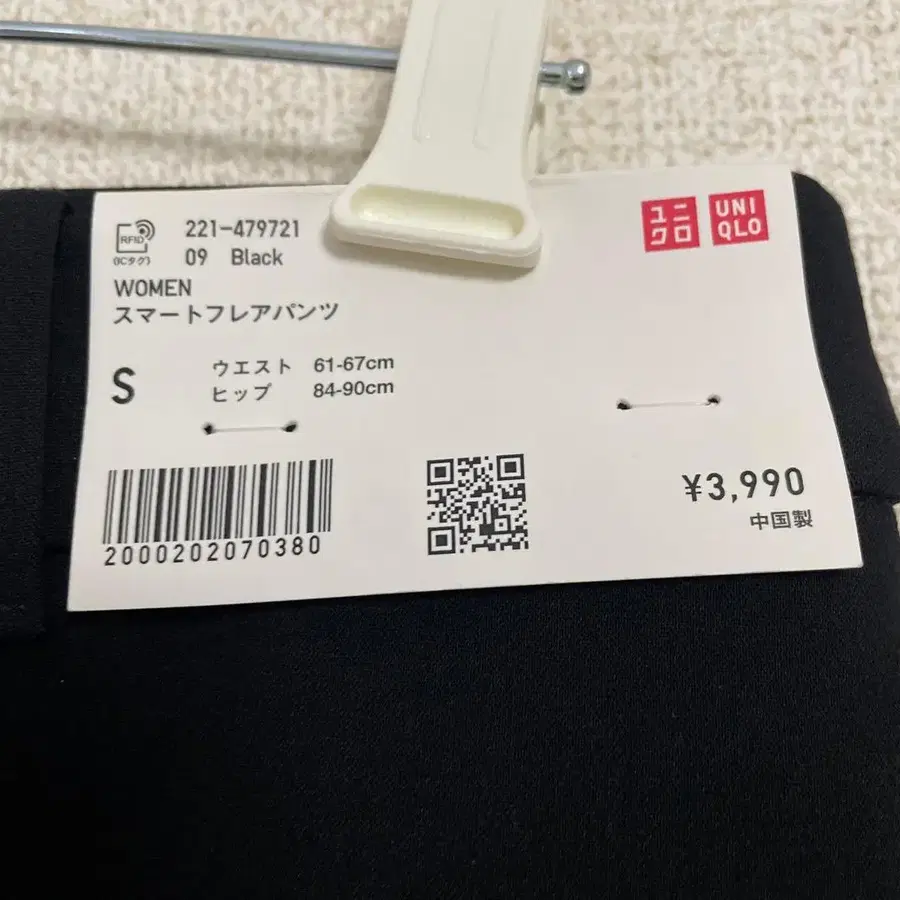 RFID
(ICタグ)
221-479721
09 Black
WOMEN
スマートフレアパンツ
ユニ
クロ
UNI
QLO
S
ウエスト 61-67cm
ヒップ 84-90cm
2000202070380
¥3,990
中国製